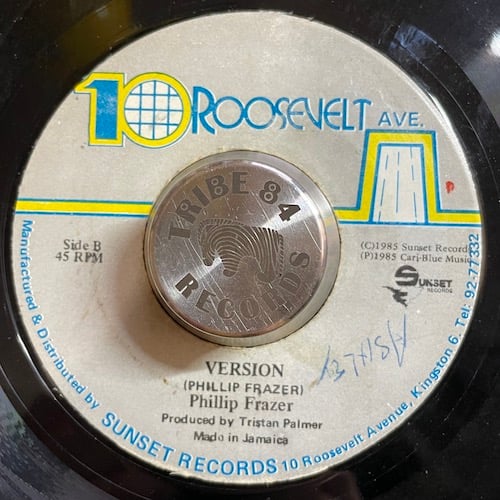 10 ROOSEVELT AVE.
Side B
45 RPM
(C)1985 Sunset Records
(P)1985 Cari-Blue Music
SUNSET
RECORDS
TRIBE 84
RECORDS
VERSION
(PHILLIP FRAZER)
Phillip Frazer
Produced by Tristan Palmer
Made in Jamaica
ASHLEY
Manufactured & Distributed by SUNSET RECORDS 10 Roosevelt Avenue, Kingston 6. Tel: 92-77332